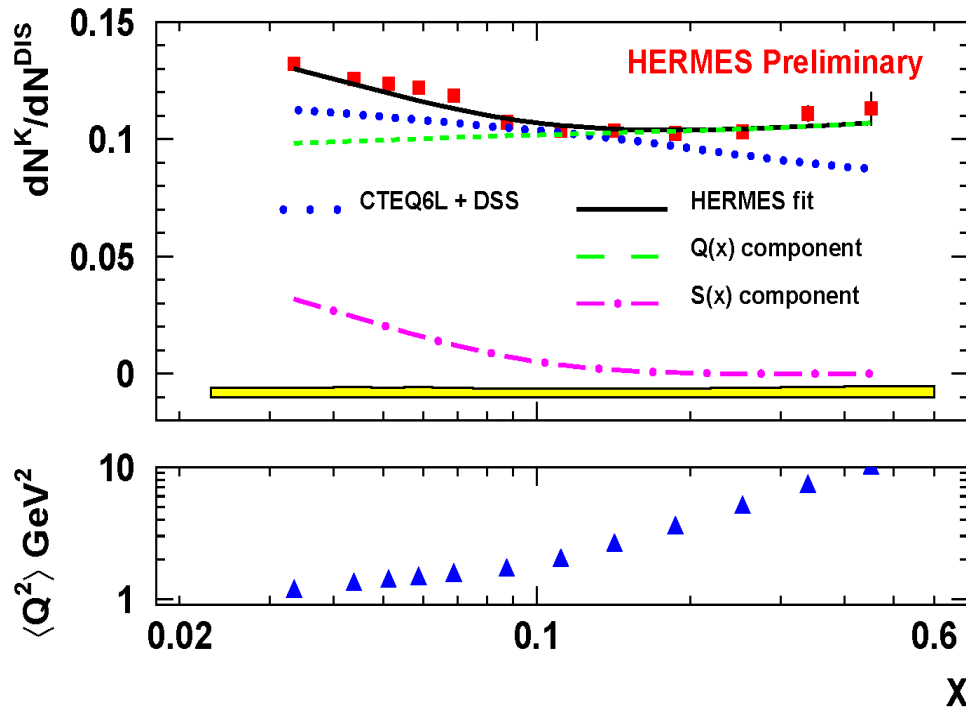 dN^K/dN^DIS
0.15
0.1
0.05
0
HERMES Preliminary
CTEQ6L + DSS
HERMES fit
Q(x) component
S(x) component
⟨Q^2⟩ GeV^2
10
1
0.02
0.1
0.6
X